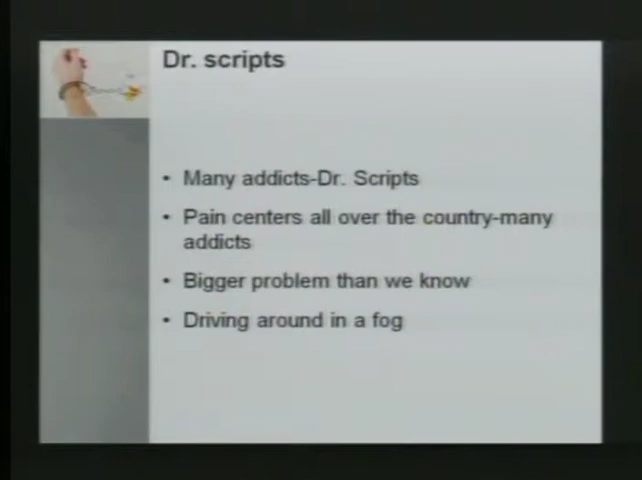 Dr. scripts
• Many addicts-Dr. Scripts
• Pain centers all over the country-many
addicts
• Bigger problem than we know
• Driving around in a fog